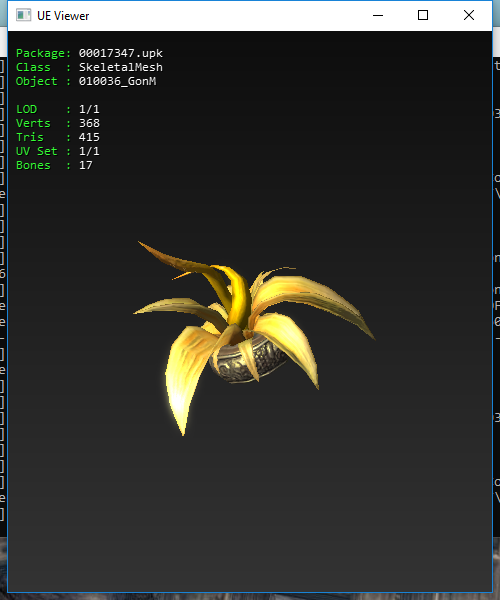 UE Viewer
Package: 00017347.upk
Class : SkeletalMesh
Object : 010036_GonM
LOD : 1/1
Verts : 368
Tris : 415
UV Set : 1/1
Bones : 17